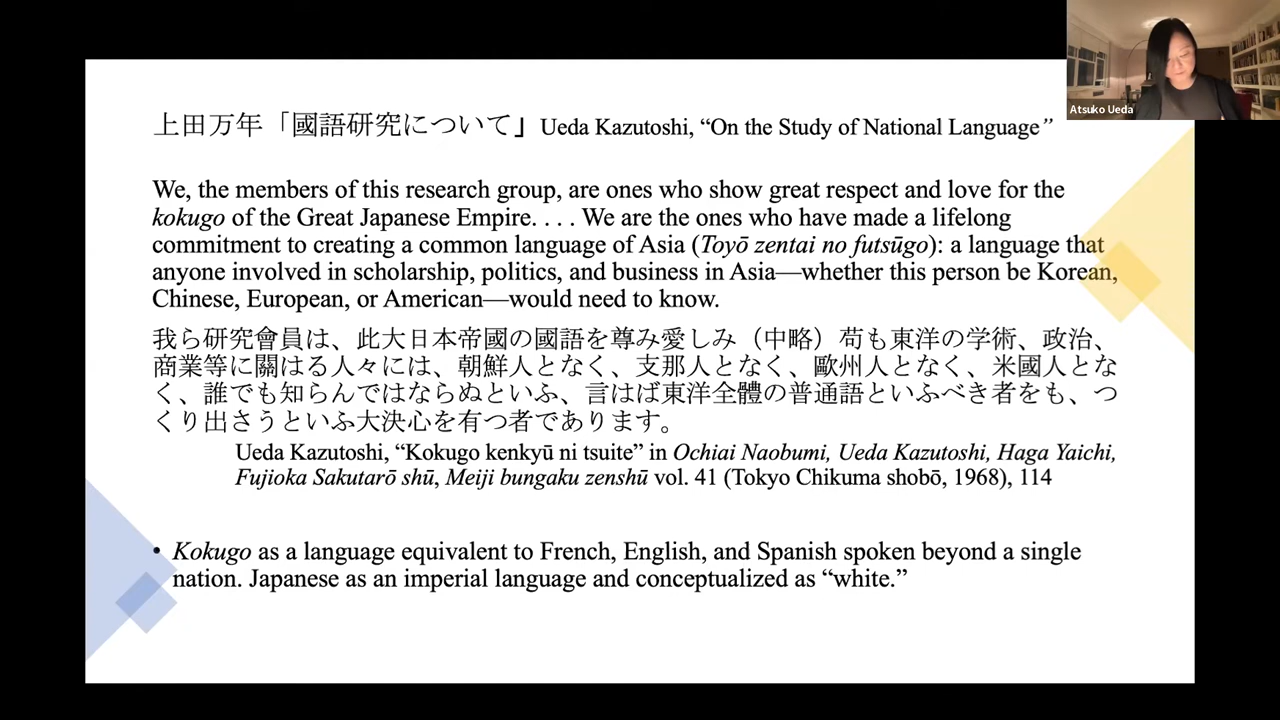 Atsuko Ueda
上田万年「國語研究について」Ueda Kazutoshi, “On the Study of National Language”
We, the members of this research group, are ones who show great respect and love for the
kokugo of the Great Japanese Empire. . . . We are the ones who have made a lifelong
commitment to creating a common language of Asia (Toyō zentai no futsūgo): a language that
anyone involved in scholarship, politics, and business in Asia—whether this person be Korean,
Chinese, European, or American—would need to know.
我ら研究會員は、此大日本帝國の國語を尊み愛しみ（中略）苟も東洋の学術、政治、
商業等に關はる人々には、朝鮮人となく、支那人となく、歐州人となく、米國人とな
く、誰でも知らんではならぬといふ、言はば東洋全體の普通語といふべき者をも、つ
くり出さうといふ大決心を有つ者であります。
Ueda Kazutoshi, “Kokugo kenkyū ni tsuite” in Ochiai Naobumi, Ueda Kazutoshi, Haga Yaichi,
Fujioka Sakutarō shū, Meiji bungaku zenshū vol. 41 (Tokyo Chikuma shobō, 1968), 114
• Kokugo as a language equivalent to French, English, and Spanish spoken beyond a single
nation. Japanese as an imperial language and conceptualized as “white.”